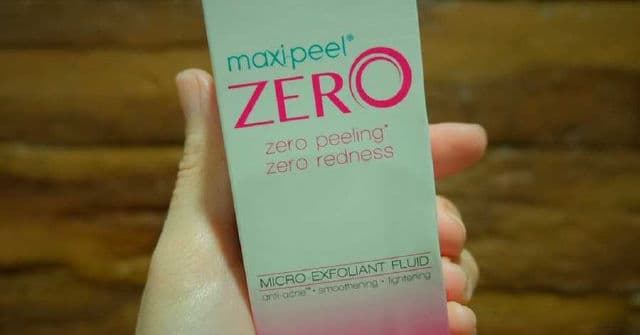 maxi·peel®
ZERO
zero peeling*
zero redness
MICRO-EXFOLIANT FLUID
anti-acne** • smoothening • lightening